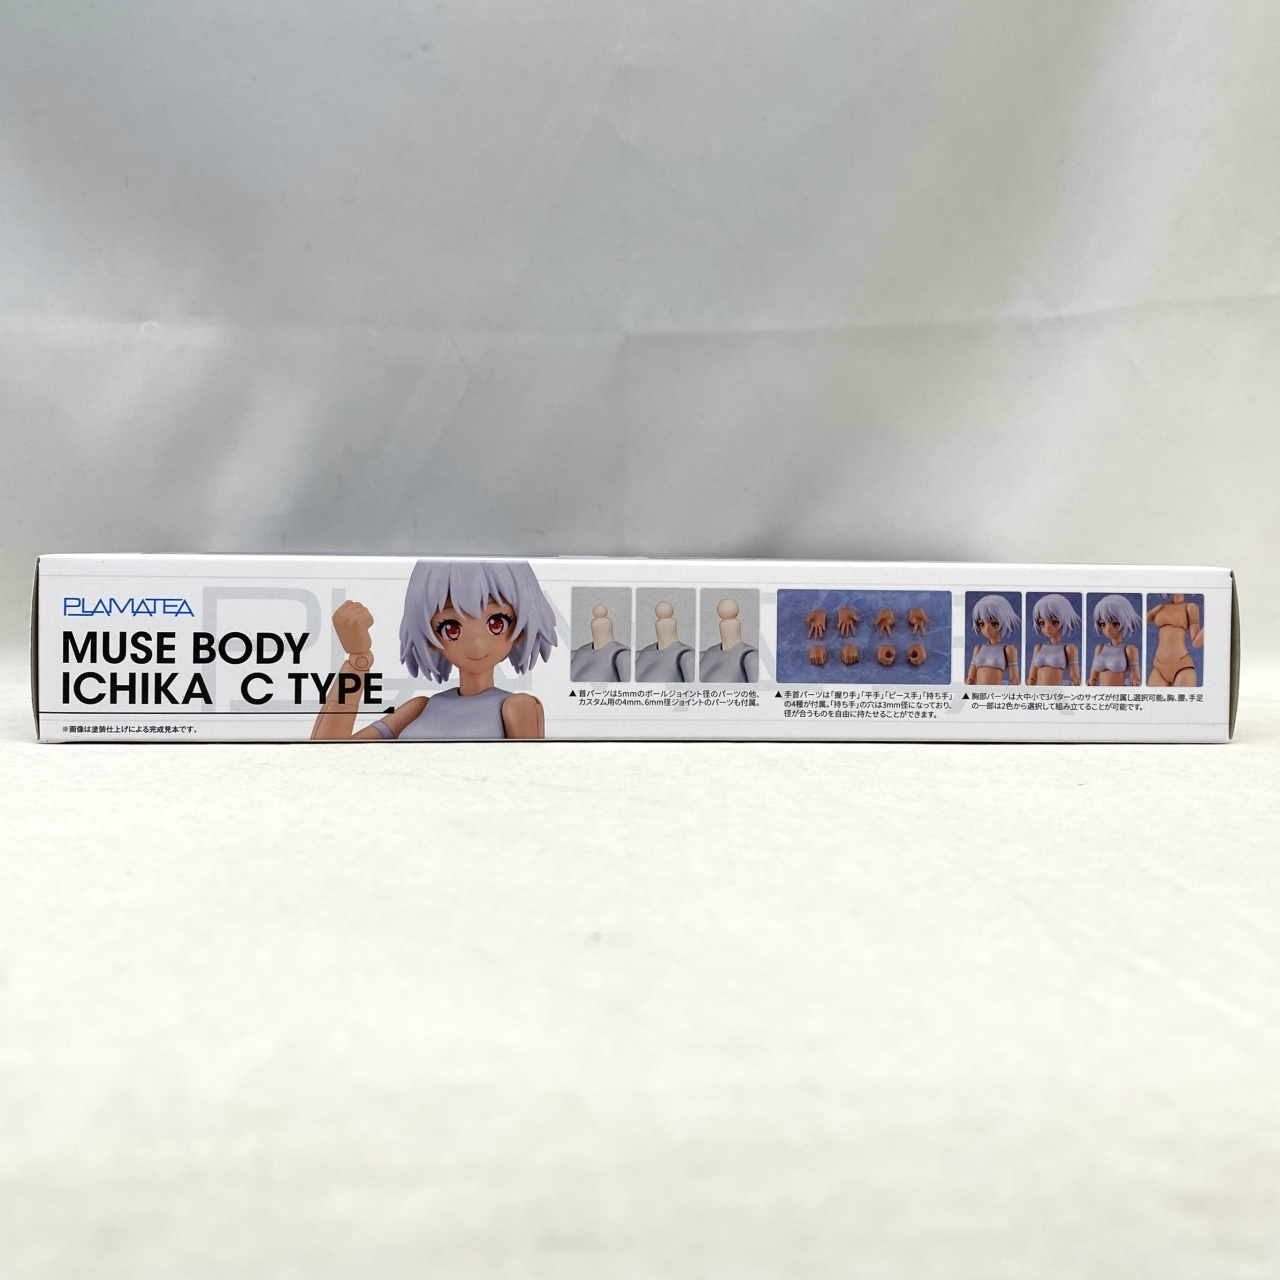 PLAMATEA
MUSE BODY
ICHIKA C TYPE
※画像は塗装仕上げによる完成見本です。
▲ 首パーツは5mmのボールジョイント径のパーツの他、
カスタム用の4mm、6mm径ジョイントのパーツも付属。
▲ 手首パーツは「握り手」「平手」「ピース手」「持ち手」
の4種が付属。「持ち手」の穴は3mm径になっており、
径が合うものを自由に持たせることができます。
▲ 胸部パーツは大中小で3パターンのサイズが付属し選択可能。胸、腰、手足
の一部は2色から選択して組み立てることが可能です。